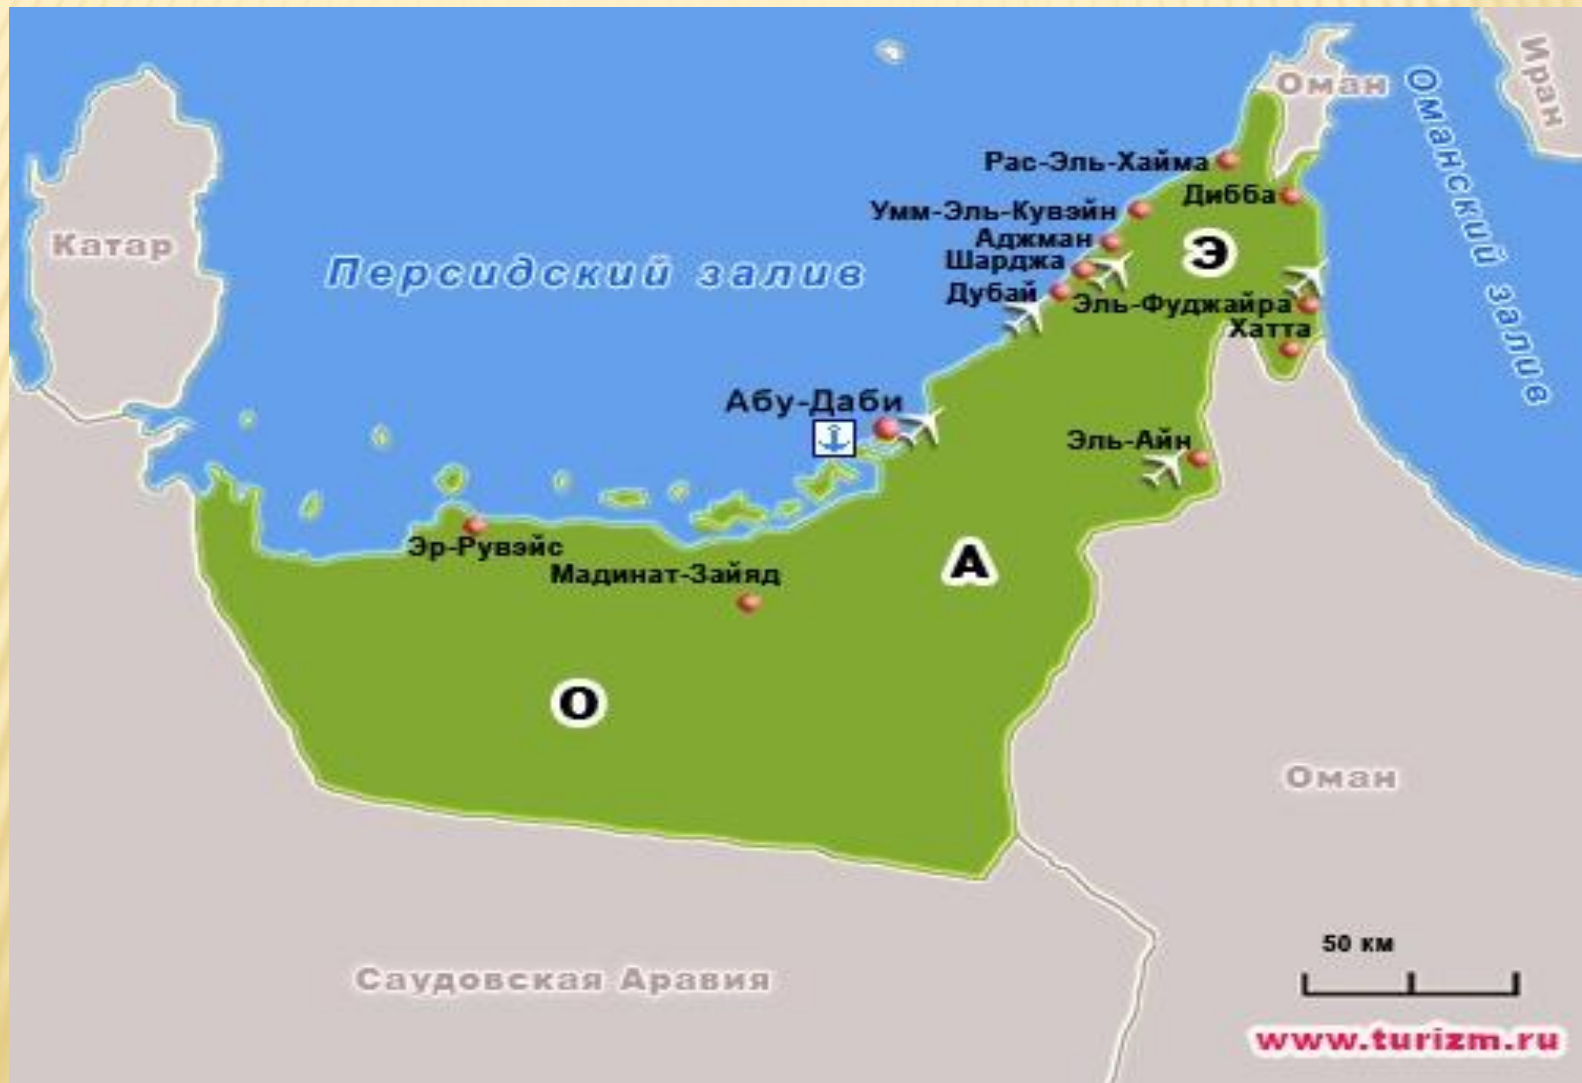 Оман
Иран
Оманский залив
Рас-Эль-Хайма
Дибба
Умм-Эль-Кувэйн
Аджман
Э
Катар
Шарджа
Персидский залив
Дубай
Эль-Фуджайра
Хатта
Абу-Даби
Эль-Айн
Эр-Рувэйс
А
Мадинат-Зайяд
О
Оман
50 км
Саудовская Аравия
www.turizm.ru